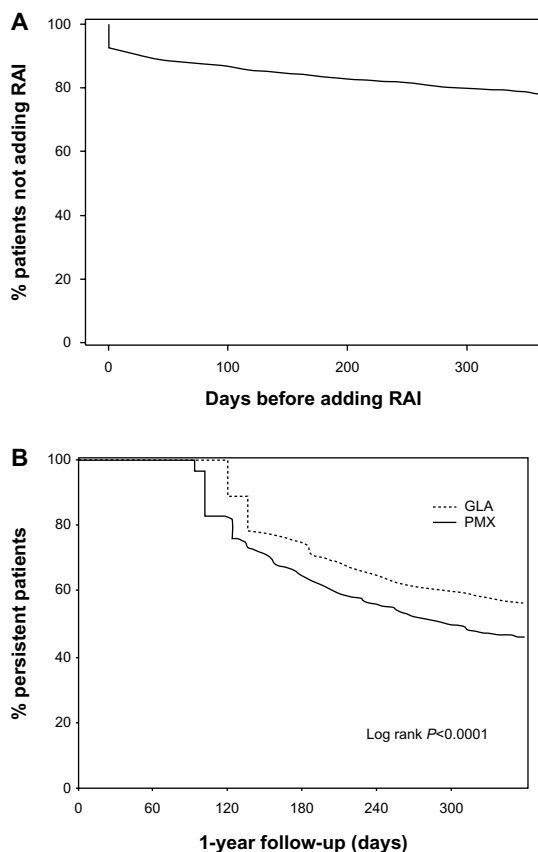 A
% patients not adding RAI
100
80
60
40
20
0
0 100 200 300
Days before adding RAI
B
% persistent patients
100
80
60
40
20
0
GLA
PMX
Log rank P<0.0001
0 60 120 180 240 300
1-year follow-up (days)